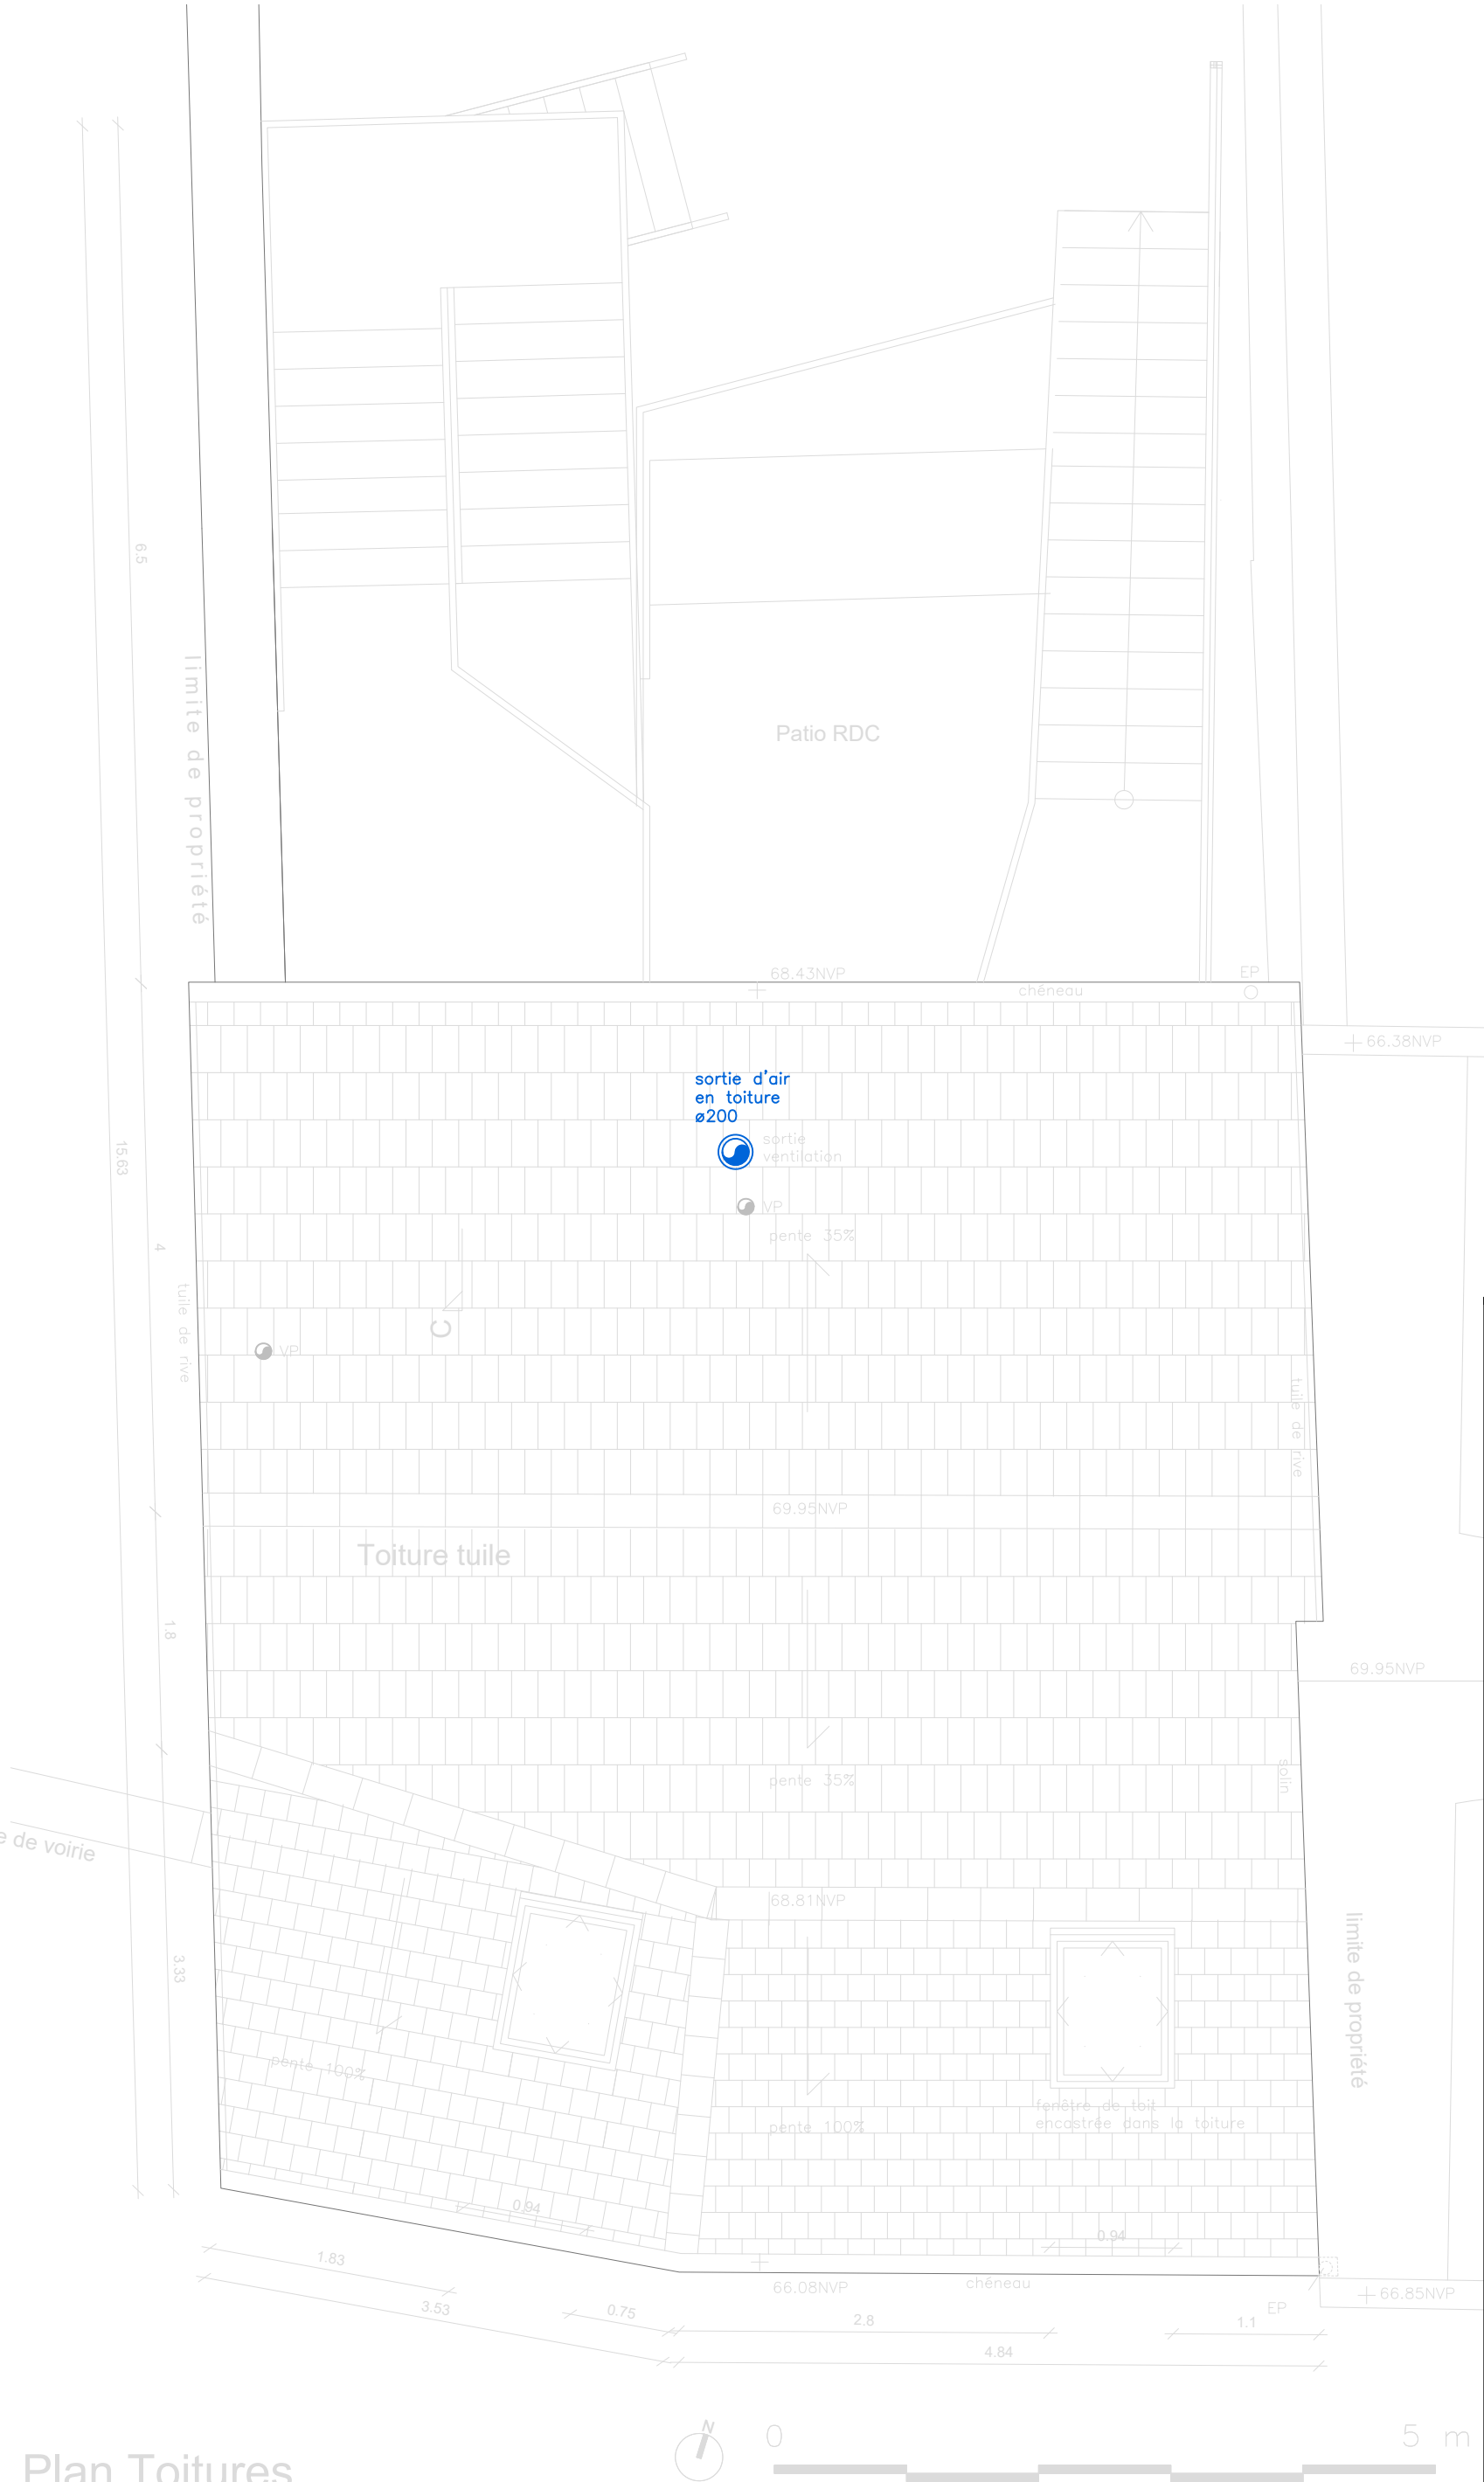 6.5
limite de propriété
Patio RDC
68.43NVP
chéneau
EP
66.38NVP
sortie d'air
en toiture
ø200
sortie
ventilation
VP
pente 35%
15.63
4
tuile de rive
C
VP
tuile de rive
69.95NVP
Toiture tuile
1.8
69.95NVP
pente 35%
solin
de voirie
68.81NVP
limite de propriété
3.33
pente 100%
fenêtre de toit
encastrée dans la toiture
pente 100%
0.94
0.94
1.83
66.08NVP
chéneau
66.85NVP
3.53
0.75
2.8
EP
1.1
4.84
N
0
5 m
Plan Toitures